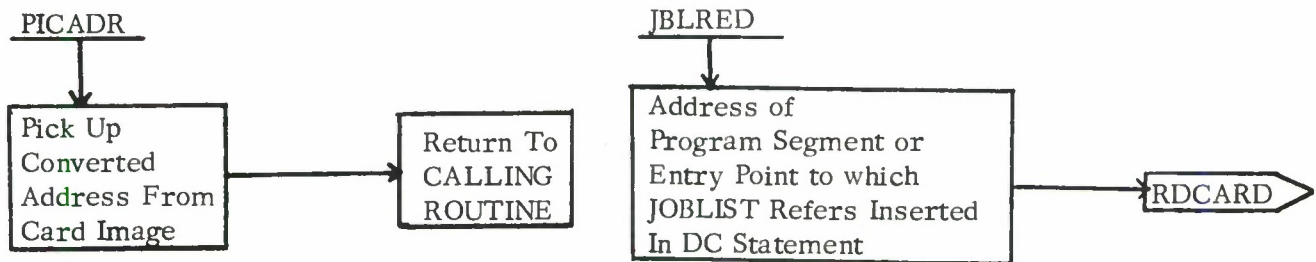 PICADR
Pick Up
Converted
Address From
Card Image
Return To
CALLING
ROUTINE
JBLRED
Address of
Program Segment or
Entry Point to which
JOBLIST Refers Inserted
In DC Statement
RDCARD